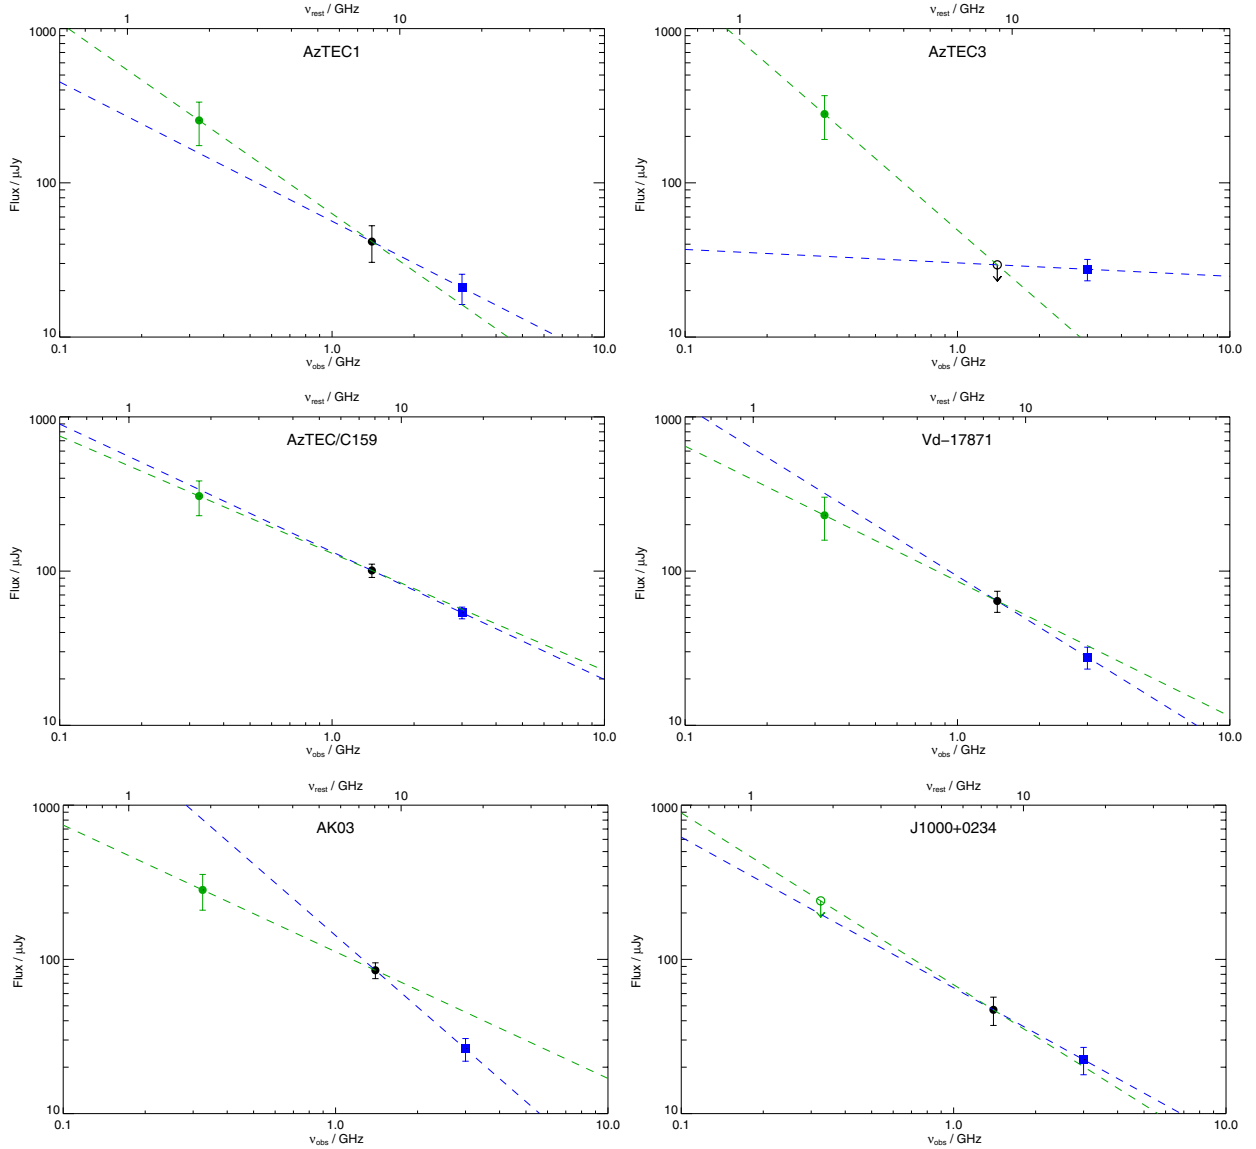 ν_rest / GHz ν_rest / GHz
1 10 1 10
1000 AzTEC1 1000 AzTEC3
Flux / μJy Flux / μJy
100 100
10 10
0.1 1.0 10.0 0.1 1.0 10.0
ν_obs / GHz ν_obs / GHz
ν_rest / GHz ν_rest / GHz
1 10 1 10
1000 AzTEC/C159 1000 Vd−17871
Flux / μJy Flux / μJy
100 100
10 10
0.1 1.0 10.0 0.1 1.0 10.0
ν_obs / GHz ν_obs / GHz
ν_rest / GHz ν_rest / GHz
1 10 1 10
1000 AK03 1000 J1000+0234
Flux / μJy Flux / μJy
100 100
10 10
0.1 1.0 10.0 0.1 1.0 10.0
ν_obs / GHz ν_obs / GHz